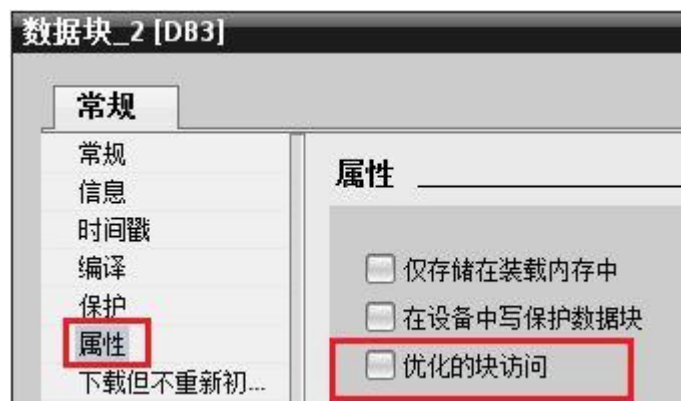 数据块_2 [DB3]
常规
常规
信息
时间戳
编译
保护
属性
下载但不重新初...
属性
仅存储在装载内存中
在设备中写保护数据块
优化的块访问